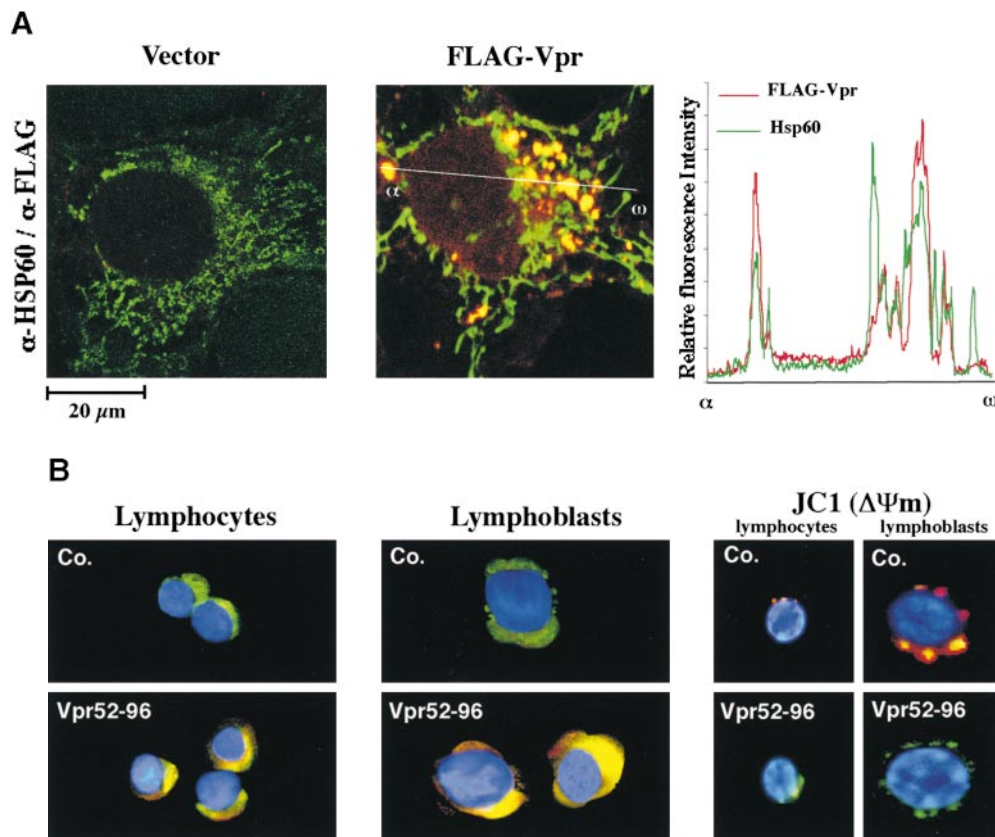 A
Vector
FLAG-Vpr
α-HSP60 / α-FLAG
α
ω
20 µm
Relative fluorescence Intensity
FLAG-Vpr
Hsp60
α
ω
B
Lymphocytes
Lymphoblasts
JC1 (ΔΨm)
lymphocytes
lymphoblasts
Co.
Co.
Co.
Co.
Vpr52-96
Vpr52-96
Vpr52-96
Vpr52-96